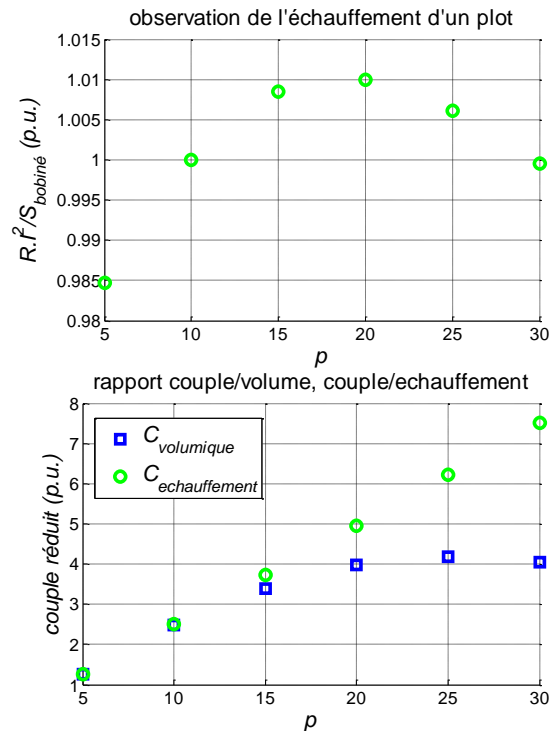 observation de l'échauffement d'un plot
R.I²/S_bobiné (p.u.)
1.015
1.01
1.005
1
0.995
0.99
0.985
0.98
5 10 15 20 25 30
p
rapport couple/volume, couple/echauffement
couple réduit (p.u.)
8
7
6
5
4
3
2
1
C_volumique
C_echauffement
5 10 15 20 25 30
p